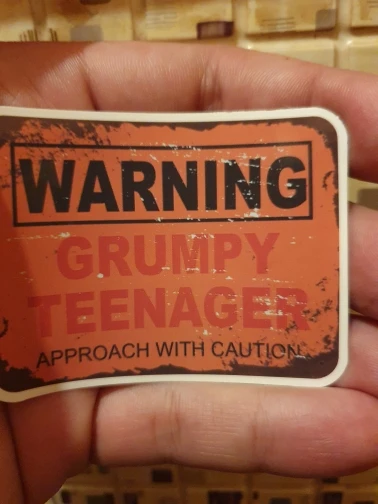 WARNING
GRUMPY
TEENAGER
APPROACH WITH CAUTION